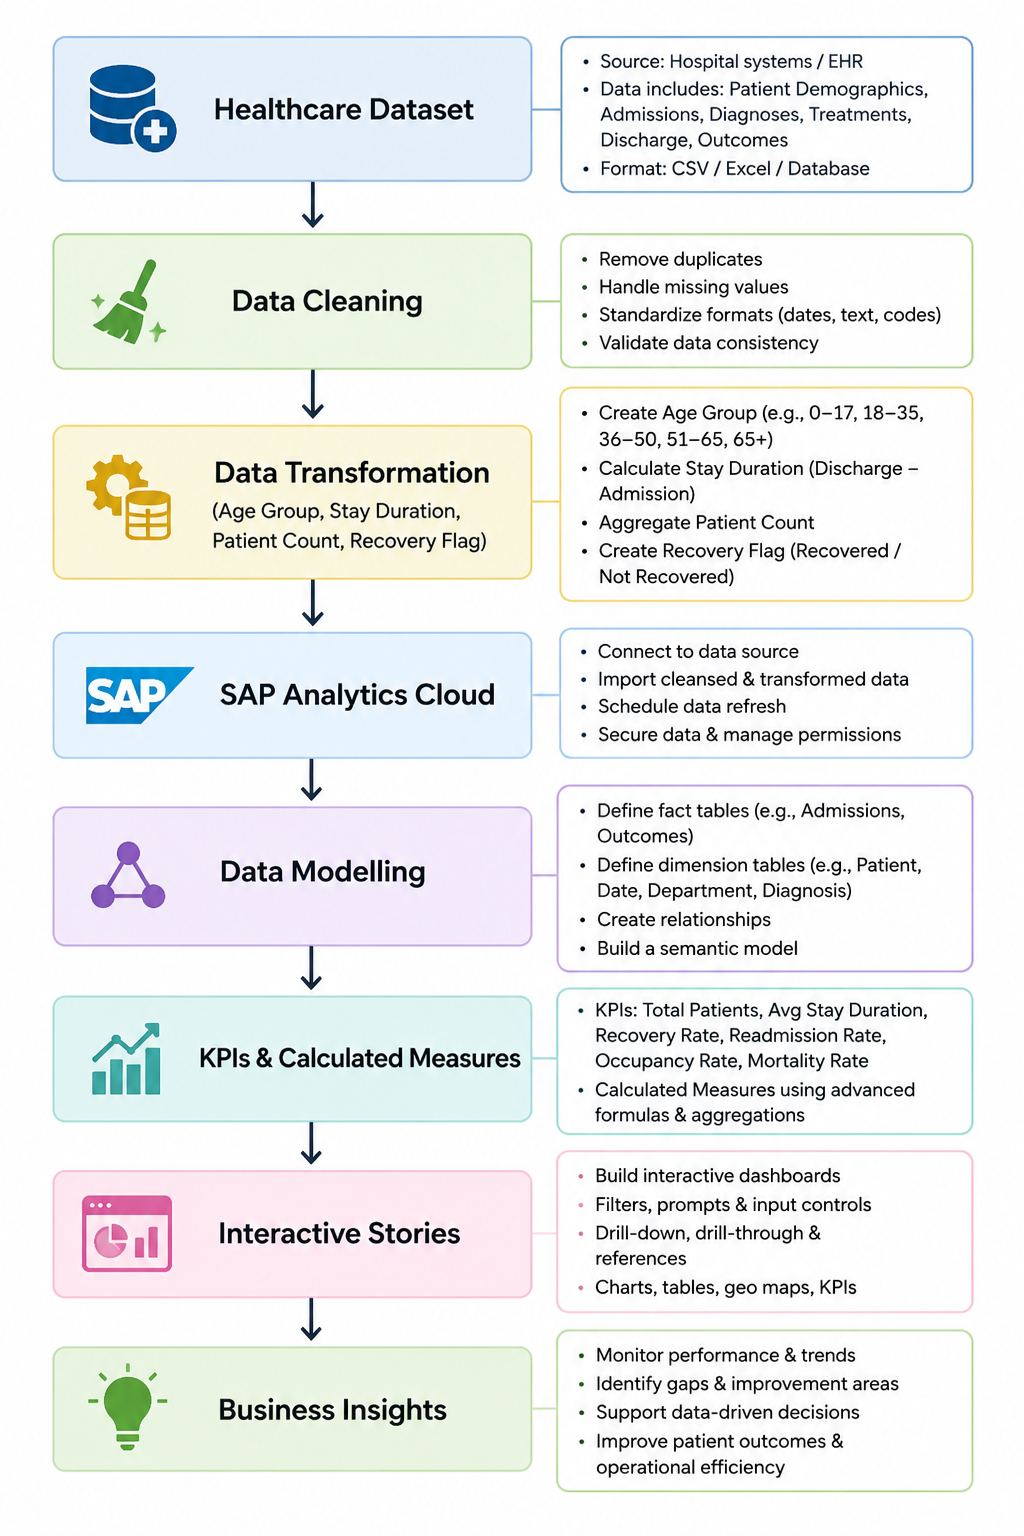 Healthcare Dataset
• Source: Hospital systems / EHR
• Data includes: Patient Demographics,
Admissions, Diagnoses, Treatments,
Discharge, Outcomes
• Format: CSV / Excel / Database
Data Cleaning
• Remove duplicates
• Handle missing values
• Standardize formats (dates, text, codes)
• Validate data consistency
Data Transformation
(Age Group, Stay Duration,
Patient Count, Recovery Flag)
• Create Age Group (e.g., 0–17, 18–35,
36–50, 51–65, 65+)
• Calculate Stay Duration (Discharge –
Admission)
• Aggregate Patient Count
• Create Recovery Flag (Recovered /
Not Recovered)
SAP
SAP Analytics Cloud
• Connect to data source
• Import cleansed & transformed data
• Schedule data refresh
• Secure data & manage permissions
Data Modelling
• Define fact tables (e.g., Admissions,
Outcomes)
• Define dimension tables (e.g., Patient,
Date, Department, Diagnosis)
• Create relationships
• Build a semantic model
KPIs & Calculated Measures
• KPIs: Total Patients, Avg Stay Duration,
Recovery Rate, Readmission Rate,
Occupancy Rate, Mortality Rate
• Calculated Measures using advanced
formulas & aggregations
Interactive Stories
• Build interactive dashboards
• Filters, prompts & input controls
• Drill-down, drill-through &
references
• Charts, tables, geo maps, KPIs
Business Insights
• Monitor performance & trends
• Identify gaps & improvement areas
• Support data-driven decisions
• Improve patient outcomes &
operational efficiency